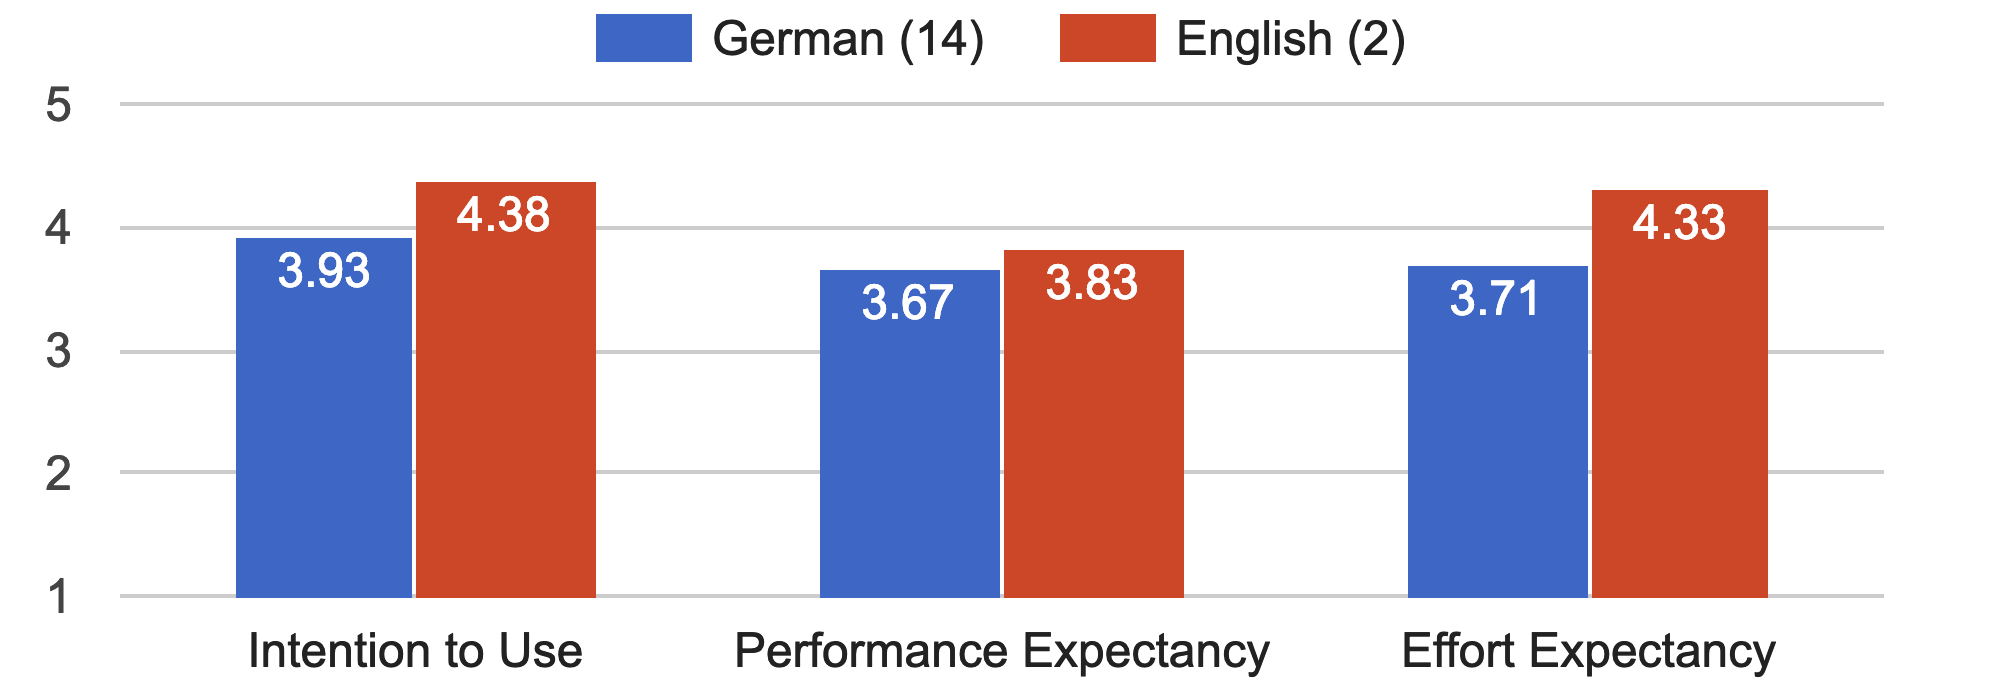 German (14) English (2)
5
4
3
2
1
3.93 4.38 3.67 3.83 3.71 4.33
Intention to Use Performance Expectancy Effort Expectancy